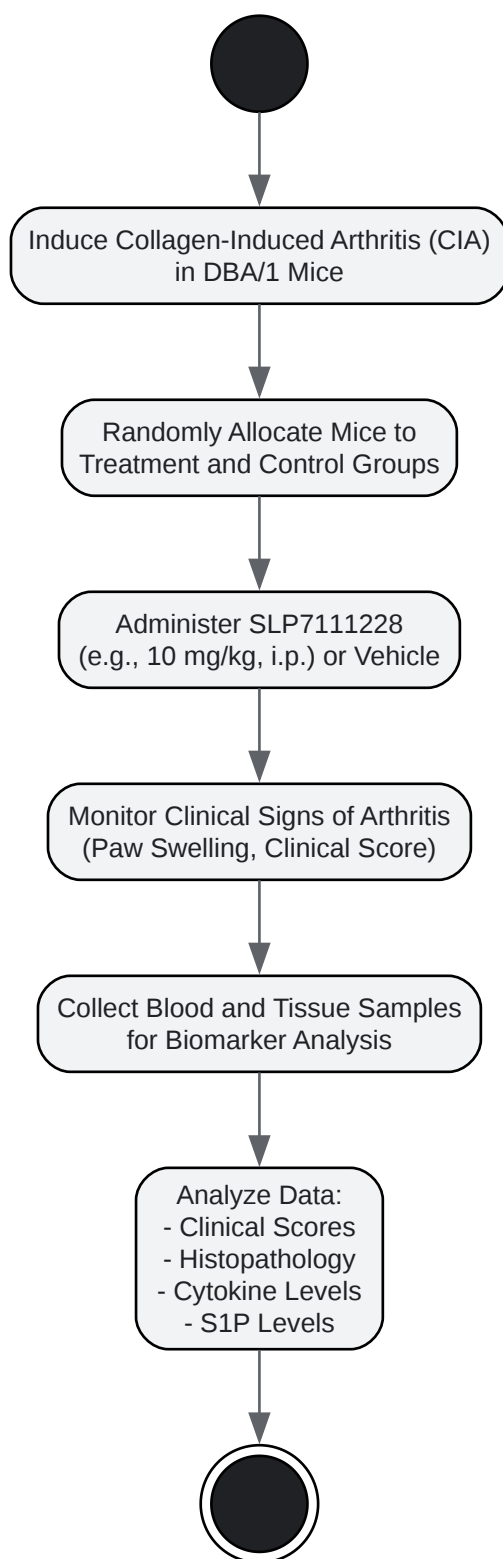 Induce Collagen-Induced Arthritis (CIA)
in DBA/1 Mice
Randomly Allocate Mice to
Treatment and Control Groups
Administer SLP7111228
(e.g., 10 mg/kg, i.p.) or Vehicle
Monitor Clinical Signs of Arthritis
(Paw Swelling, Clinical Score)
Collect Blood and Tissue Samples
for Biomarker Analysis
Analyze Data:
- Clinical Scores
- Histopathology
- Cytokine Levels
- S1P Levels